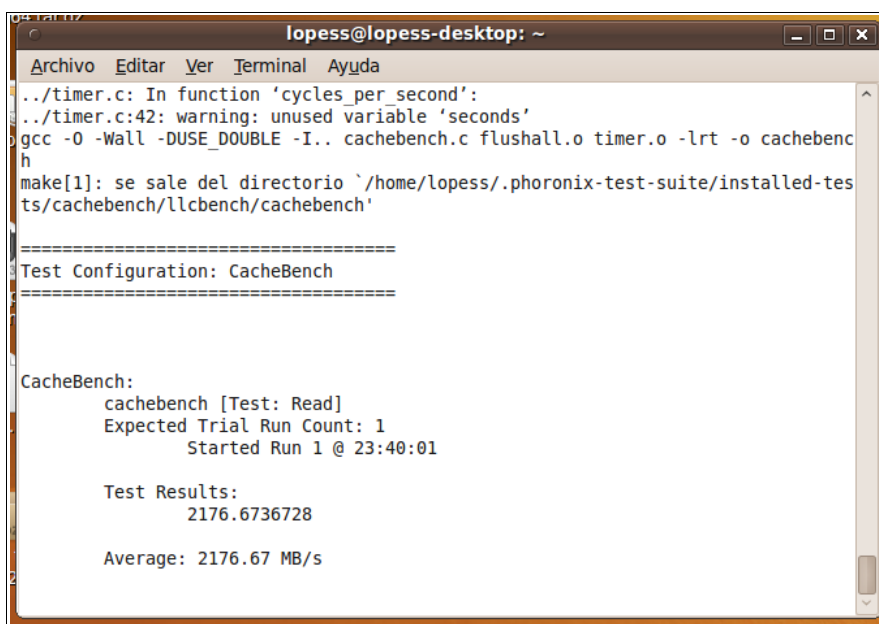 lopess@lopess-desktop: ~
Archivo Editar Ver Terminal Ayuda
../timer.c: In function ‘cycles_per_second’:
../timer.c:42: warning: unused variable ‘seconds’
gcc -O -Wall -DUSE_DOUBLE -I.. cachebench.c flushall.o timer.o -lrt -o cachebenc
h
make[1]: se sale del directorio `/home/lopess/.phoronix-test-suite/installed-tes
ts/cachebench/llcbench/cachebench'
====================================
Test Configuration: CacheBench
====================================
CacheBench:
cachebench [Test: Read]
Expected Trial Run Count: 1
Started Run 1 @ 23:40:01
Test Results:
2176.6736728
Average: 2176.67 MB/s